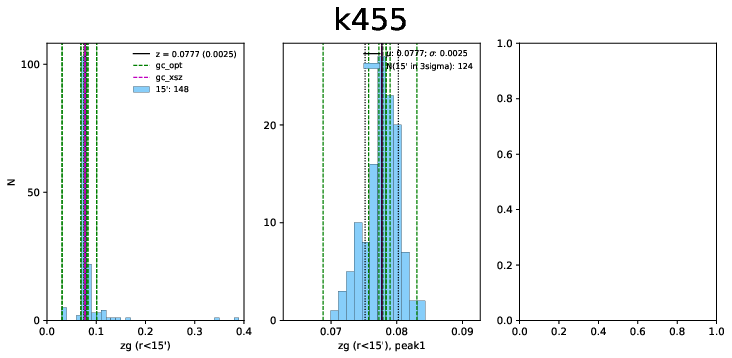 k455
z = 0.0777 (0.0025)
gc_opt
gc_xsz
15': 148
N
100
50
0
0.0 0.1 0.2 0.3 0.4
zg (r<15')
μ: 0.0777; σ: 0.0025
N(15' in 3sigma): 124
20
10
0
0.07 0.08 0.09
zg (r<15'), peak1
1.0
0.8
0.6
0.4
0.2
0.0
0.0 0.2 0.4 0.6 0.8 1.0